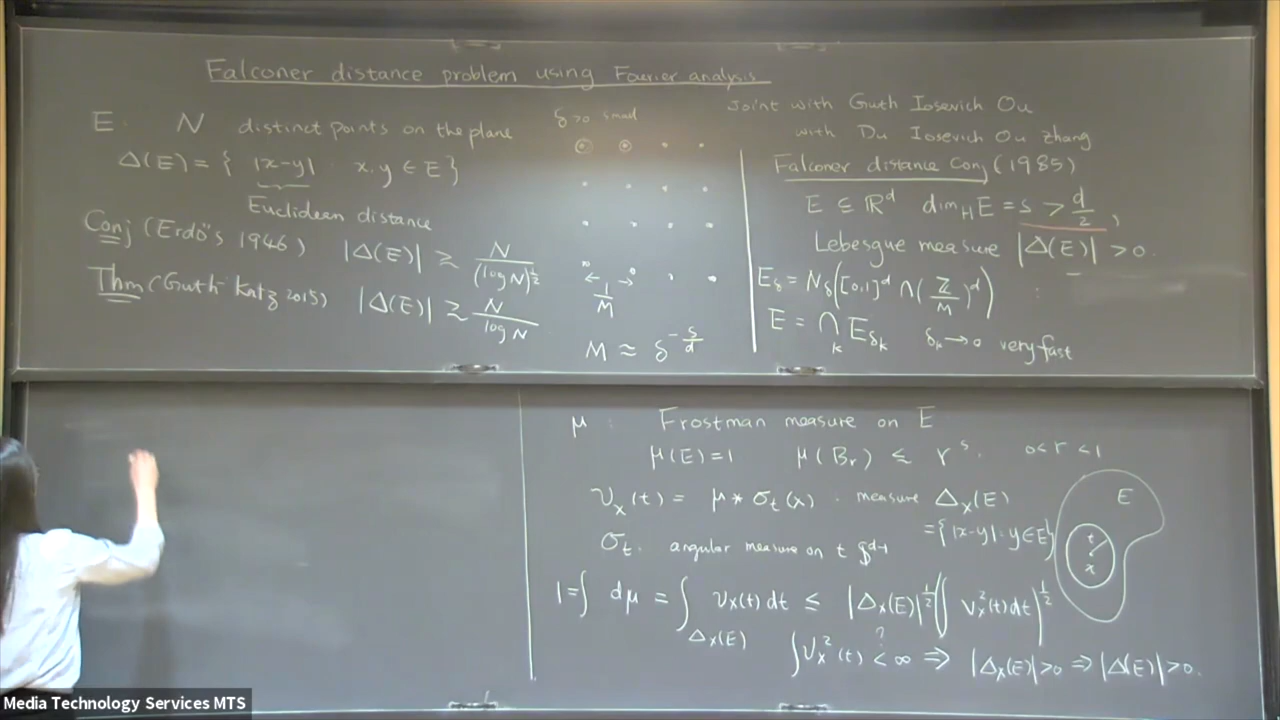 Falconer distance problem using Fourier analysis
E . N distinct points on the plane
Δ(E) = { |x-y| . x, y ∈ E }
Euclideen distance
Conj (Erdő's 1946) |Δ(E)| ≳ N/(log N)^{1/2}
Thm (Guth-Katz 2015) |Δ(E)| ≳ N/log N
δ>0 small
1/M
M ≈ δ^{-s/d}
Joint with Guth Iosevich Ou
with Du Iosevich Ou Zhang
Falconer distance Conj (1985)
E ⊆ ℝ^d dim_H E = s > d/2,
Lebesgue measure |Δ(E)| > 0.
E_δ = N_δ([0,1]^d ∩ (ℤ/M)^d)
E = ∩_k E_{δ_k} δ_k → 0 very fast
μ : Frostman measure on E
μ(E)=1 μ(B_r) ≲ r^s. 0<r<1
ν_x(t) = μ * σ_t(x) . measure Δ_x(E)
= { |x-y| : y ∈ E }
σ_t . angular measure on t S^{d-1}
E
t
x
1 = ∫ dμ = ∫_{Δ_x(E)} ν_x(t) dt ≤ |Δ_x(E)|^{1/2} (∫ ν_x^2(t) dt)^{1/2}
∫ν_x^2(t) <^? ∞ ⟹ |Δ_x(E)|>0 ⟹ |Δ(E)|>0.
Media Technology Services MTS